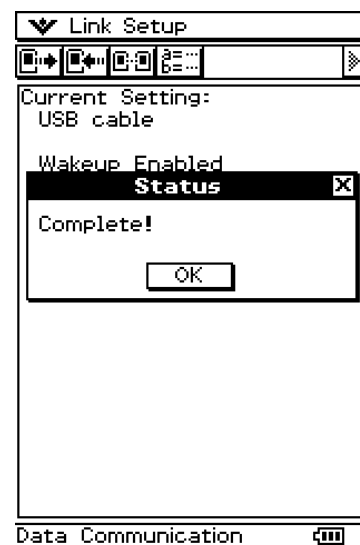 Link Setup
Current Setting:
USB cable
Wakeup Enabled
Status
Complete!
OK
Data Communication